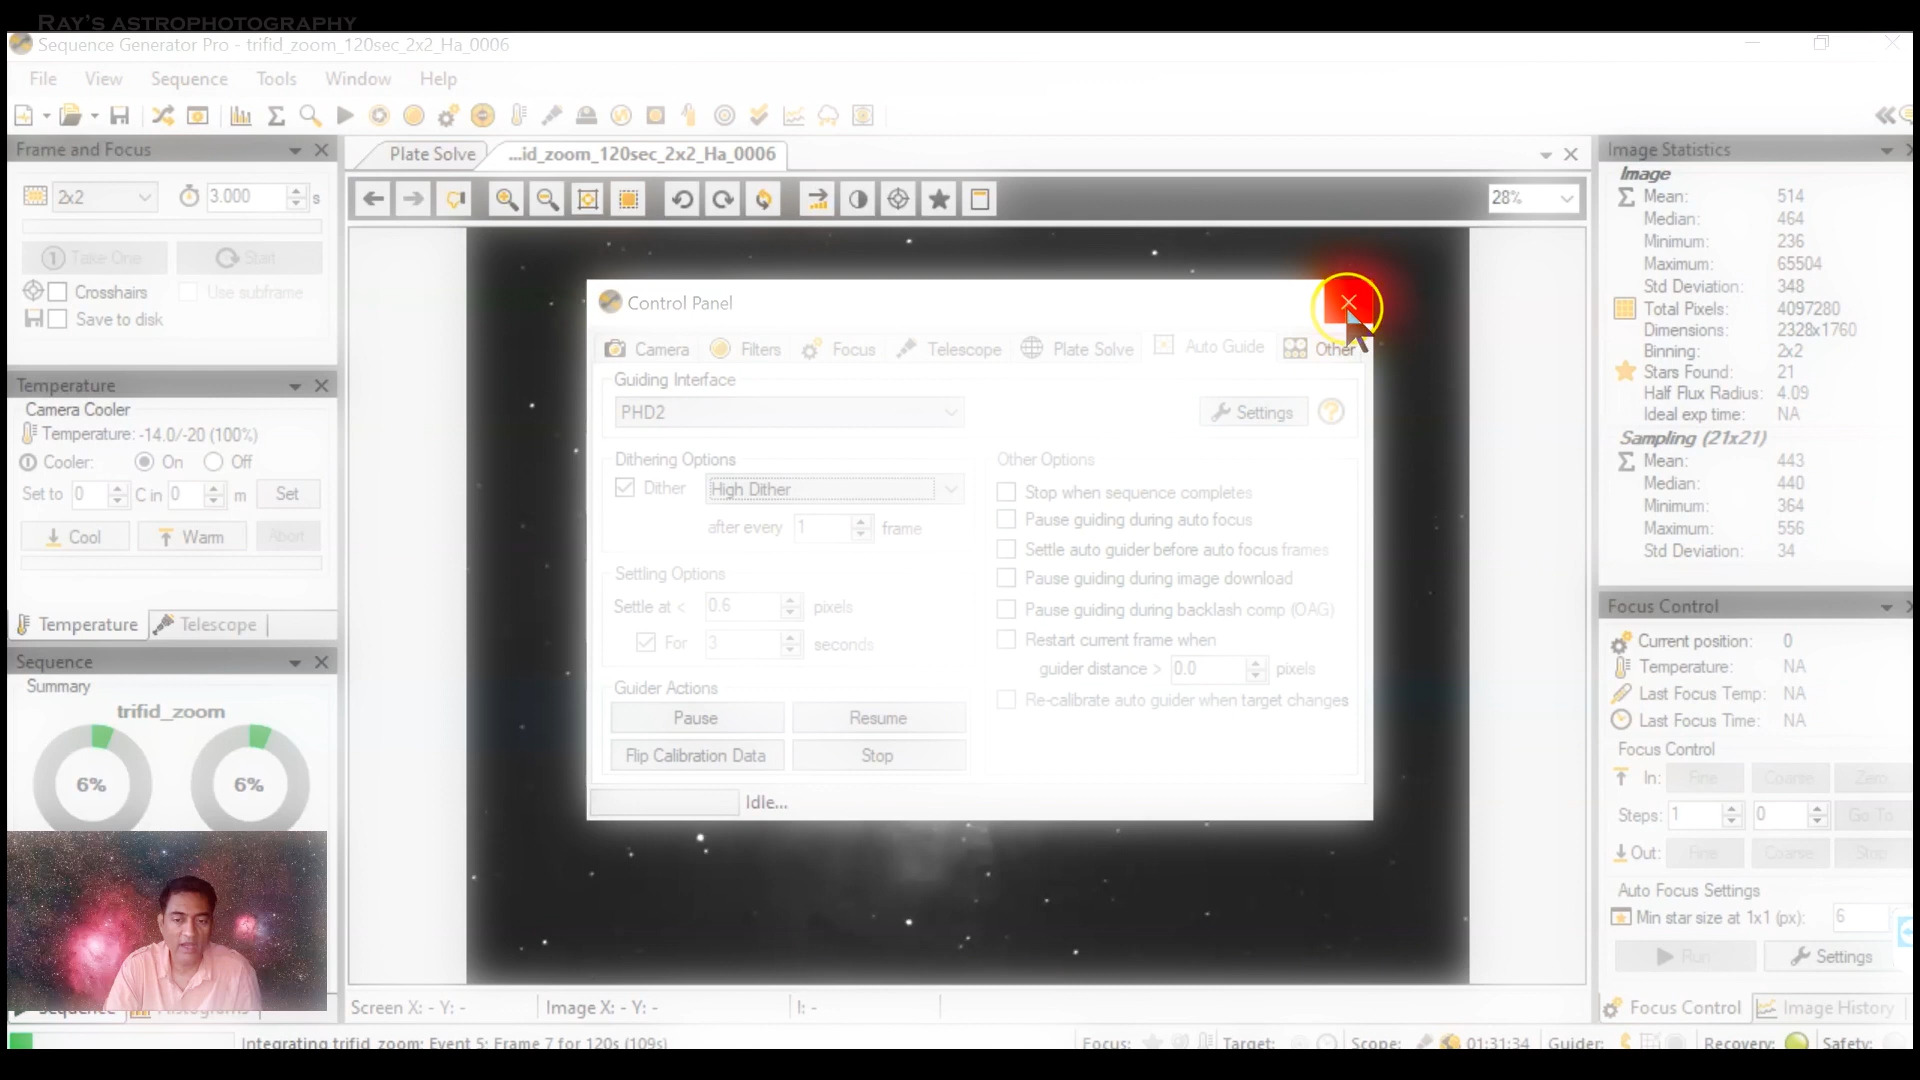 RAY'S ASTROPHOTOGRAPHY
Sequence Generator Pro - trifid_zoom_120sec_2x2_Ha_0006
File View Sequence Tools Window Help
Frame and Focus
2x2 3.000 s
Take One Start
Crosshairs Use subframe
Save to disk
Temperature
Camera Cooler
Temperature: -14.0/-20 (100%)
Cooler: On Off
Set to 0 C in 0 m Set
Cool Warm Abort
Temperature Telescope
Sequence
Summary
trifid_zoom
6% 6%
Plate Solve ...id_zoom_120sec_2x2_Ha_0006
28%
Control Panel
Camera Filters Focus Telescope Plate Solve Auto Guide Other
Guiding Interface
PHD2 Settings
Dithering Options
Dither High Dither
after every 1 frame
Settling Options
Settle at < 0.6 pixels
For 3 seconds
Guider Actions
Pause Resume
Flip Calibration Data Stop
Other Options
Stop when sequence completes
Pause guiding during auto focus
Settle auto guider before auto focus frames
Pause guiding during image download
Pause guiding during backlash comp (OAG)
Restart current frame when
guider distance > 0.0 pixels
Re-calibrate auto guider when target changes
Idle...
Screen X: - Y: - Image X: - Y: - I: -
Image Statistics
Image
Mean: 514
Median: 464
Minimum: 236
Maximum: 65504
Std Deviation: 348
Total Pixels: 4097280
Dimensions: 2328x1760
Binning: 2x2
Stars Found: 21
Half Flux Radius: 4.09
Ideal exp time: NA
Sampling (21x21)
Mean: 443
Median: 440
Minimum: 364
Maximum: 556
Std Deviation: 34
Focus Control
Current position: 0
Temperature: NA
Last Focus Temp: NA
Last Focus Time: NA
Focus Control
In: Fine Coarse Zero
Steps: 1 0 Go To
Out: Fine Coarse Stop
Auto Focus Settings
Min star size at 1x1 (px): 6
Run Settings
Focus Control Image History
Sequence Histograms
Integrating trifid_zoom: Event 5: Frame 7 for 120s (109s)
Focus: Target: Scope: 01:31:34 Guider: Recovery: Safety: